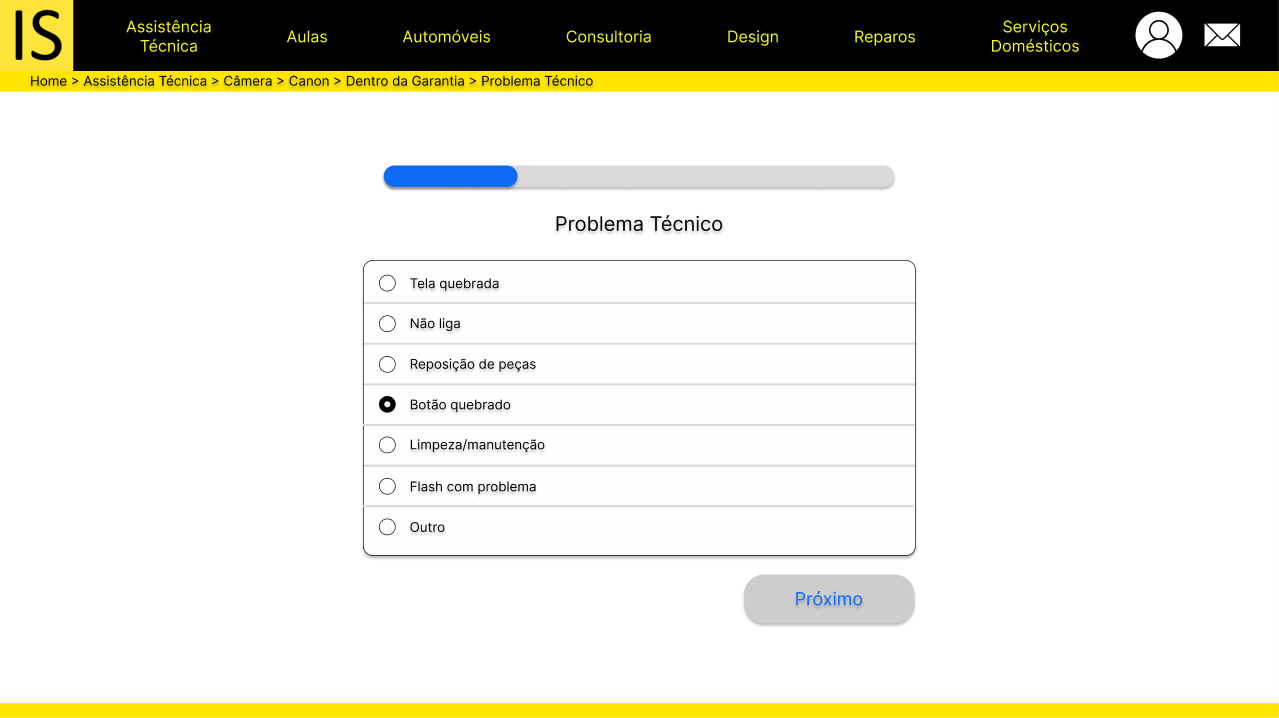 IS
Assistência
Técnica
Aulas
Automóveis
Consultoria
Design
Reparos
Serviços
Domésticos
Home > Assistência Técnica > Câmera > Canon > Dentro da Garantia > Problema Técnico
Problema Técnico
Tela quebrada
Não liga
Reposição de peças
Botão quebrado
Limpeza/manutenção
Flash com problema
Outro
Próximo